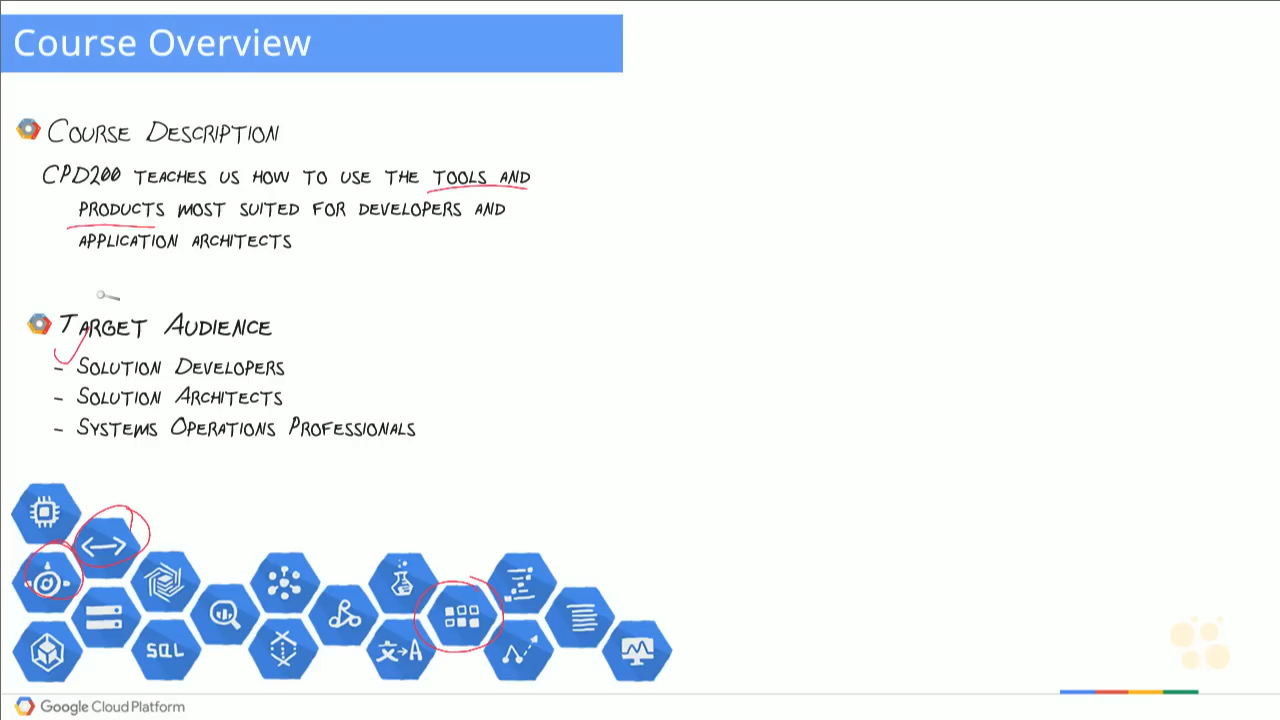 Course Overview
COURSE DESCRIPTION
CPD200 TEACHES US HOW TO USE THE TOOLS AND
PRODUCTS MOST SUITED FOR DEVELOPERS AND
APPLICATION ARCHITECTS
TARGET AUDIENCE
- SOLUTION DEVELOPERS
- SOLUTION ARCHITECTS
- SYSTEMS OPERATIONS PROFESSIONALS
SQL
文→A
Google Cloud Platform